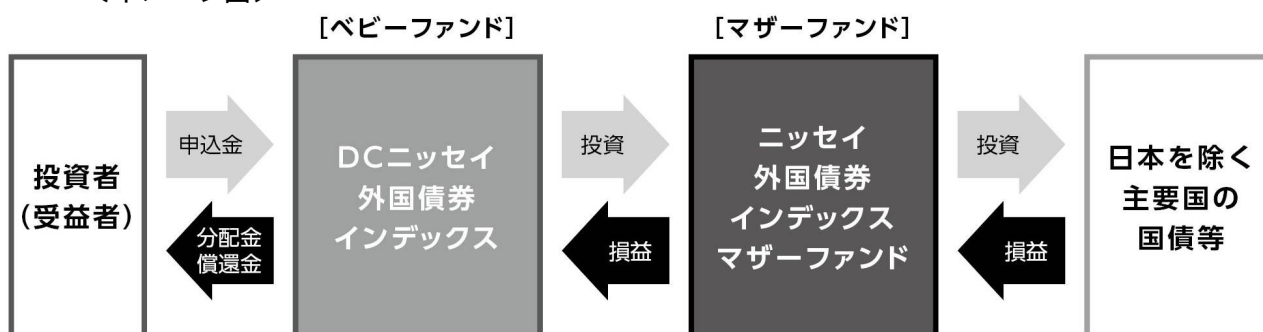 [ベビーファンド]
[マザーファンド]
投資者
(受益者)
申込金
分配金
償還金
DCニッセイ
外国債券
インデックス
投資
損益
ニッセイ
外国債券
インデックス
マザーファンド
投資
損益
日本を除く
主要国の
国債等